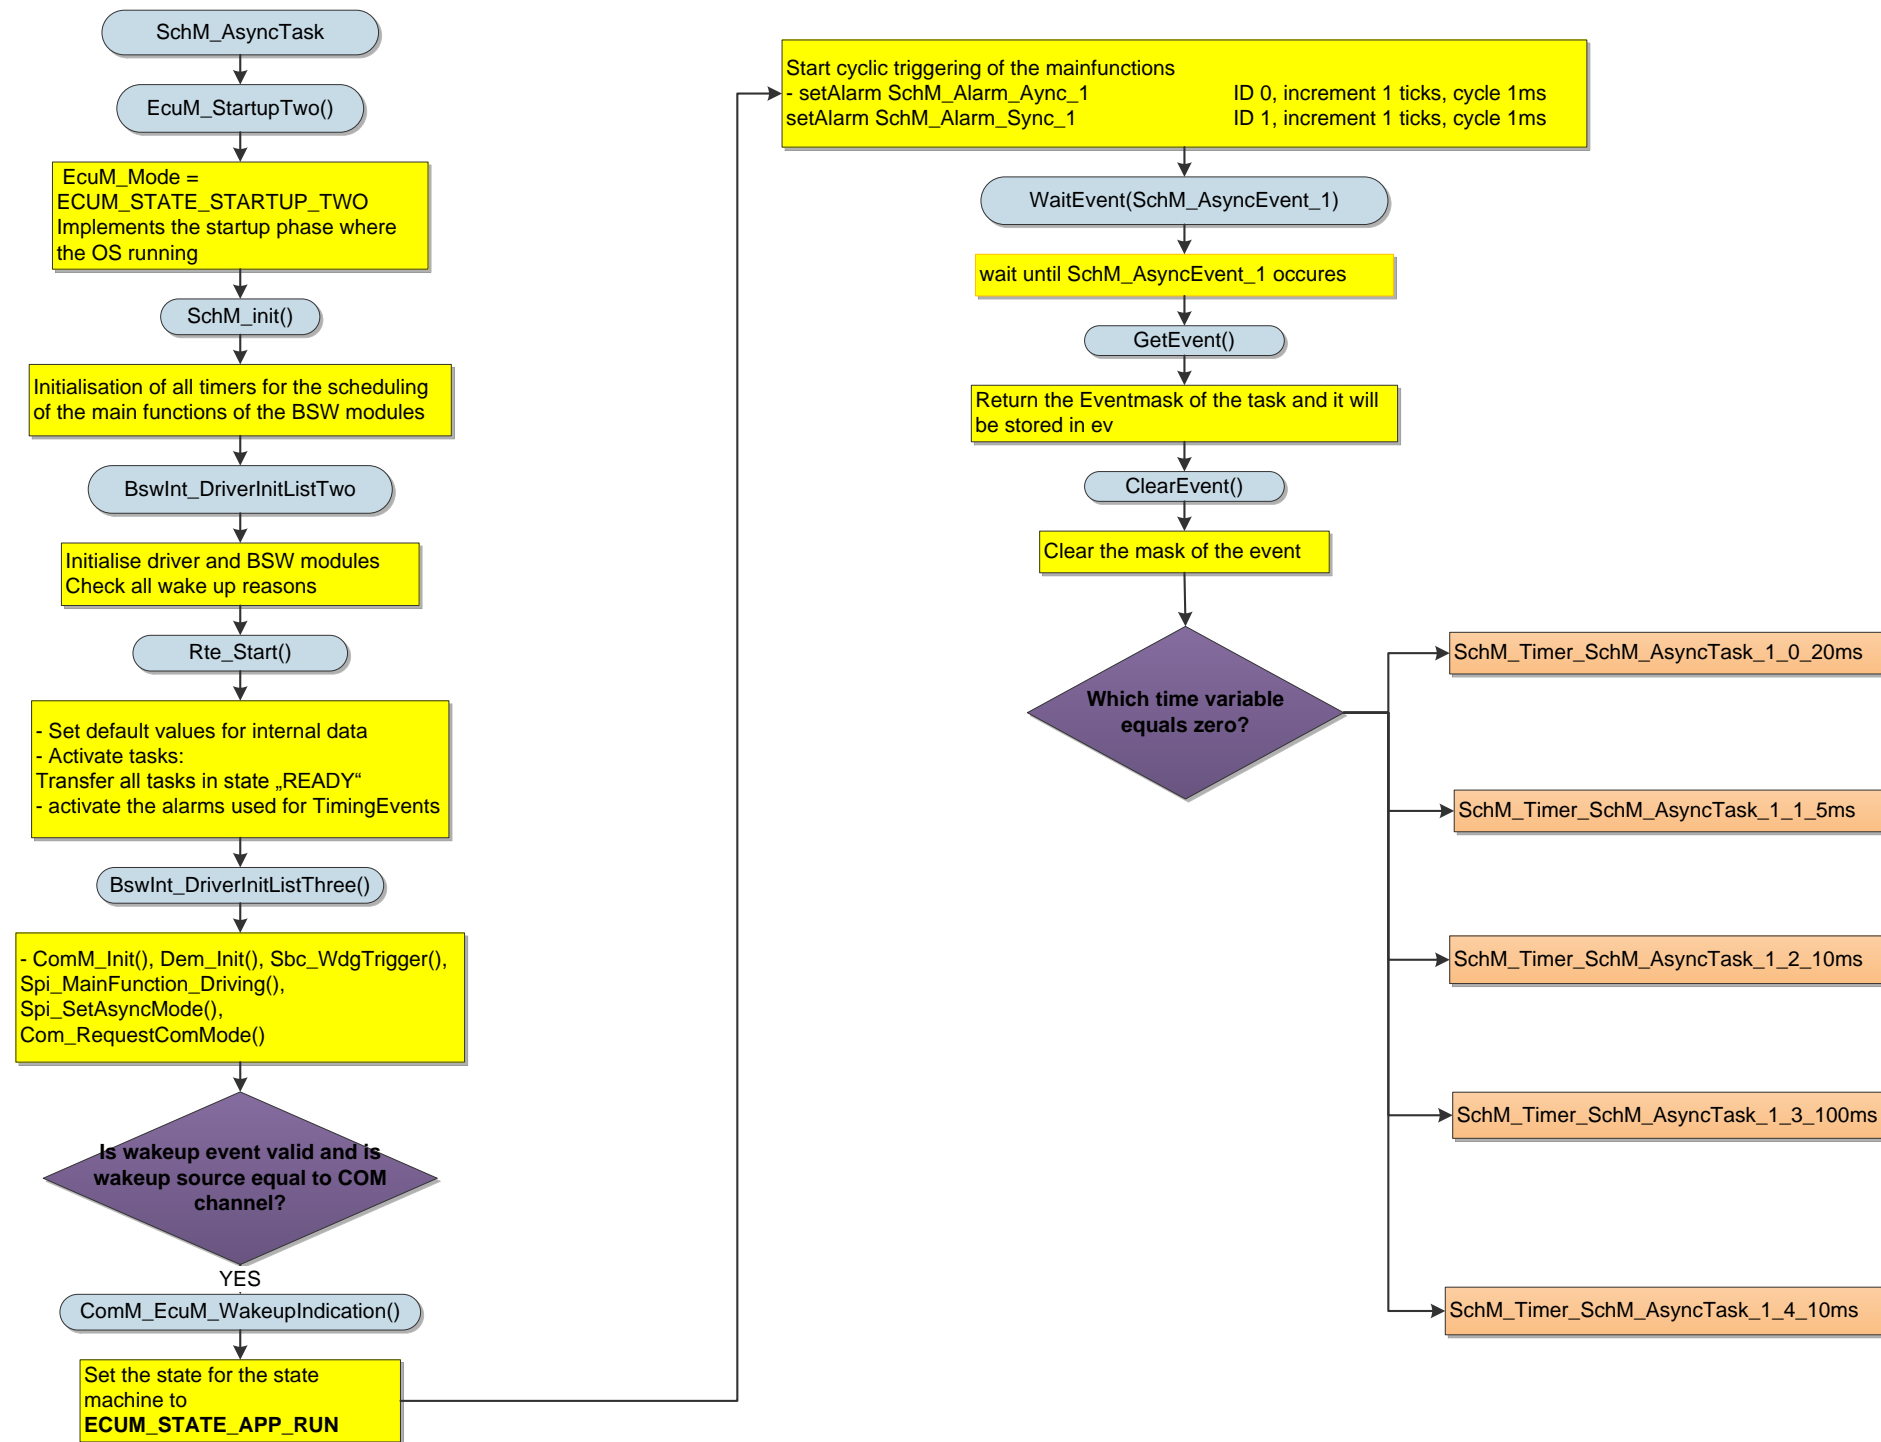 SchM_AsyncTask
EcuM_StartupTwo()
EcuM_Mode =
ECUM_STATE_STARTUP_TWO
Implements the startup phase where
the OS running
SchM_init()
Initialisation of all timers for the scheduling
of the main functions of the BSW modules
BswInt_DriverInitListTwo
Initialise driver and BSW modules
Check all wake up reasons
Rte_Start()
- Set default values for internal data
- Activate tasks:
Transfer all tasks in state „READY“
- activate the alarms used for TimingEvents
BswInt_DriverInitListThree()
- ComM_Init(), Dem_Init(), Sbc_WdgTrigger(),
Spi_MainFunction_Driving(),
Spi_SetAsyncMode(),
Com_RequestComMode()
Is wakeup event valid and is
wakeup source equal to COM
channel?
YES
ComM_EcuM_WakeupIndication()
Set the state for the state
machine to
ECUM_STATE_APP_RUN
Start cyclic triggering of the mainfunctions
- setAlarm SchM_Alarm_Aync_1 ID 0, increment 1 ticks, cycle 1ms
setAlarm SchM_Alarm_Sync_1 ID 1, increment 1 ticks, cycle 1ms
WaitEvent(SchM_AsyncEvent_1)
wait until SchM_AsyncEvent_1 occures
GetEvent()
Return the Eventmask of the task and it will
be stored in ev
ClearEvent()
Clear the mask of the event
Which time variable
equals zero?
SchM_Timer_SchM_AsyncTask_1_0_20ms
SchM_Timer_SchM_AsyncTask_1_1_5ms
SchM_Timer_SchM_AsyncTask_1_2_10ms
SchM_Timer_SchM_AsyncTask_1_3_100ms
SchM_Timer_SchM_AsyncTask_1_4_10ms